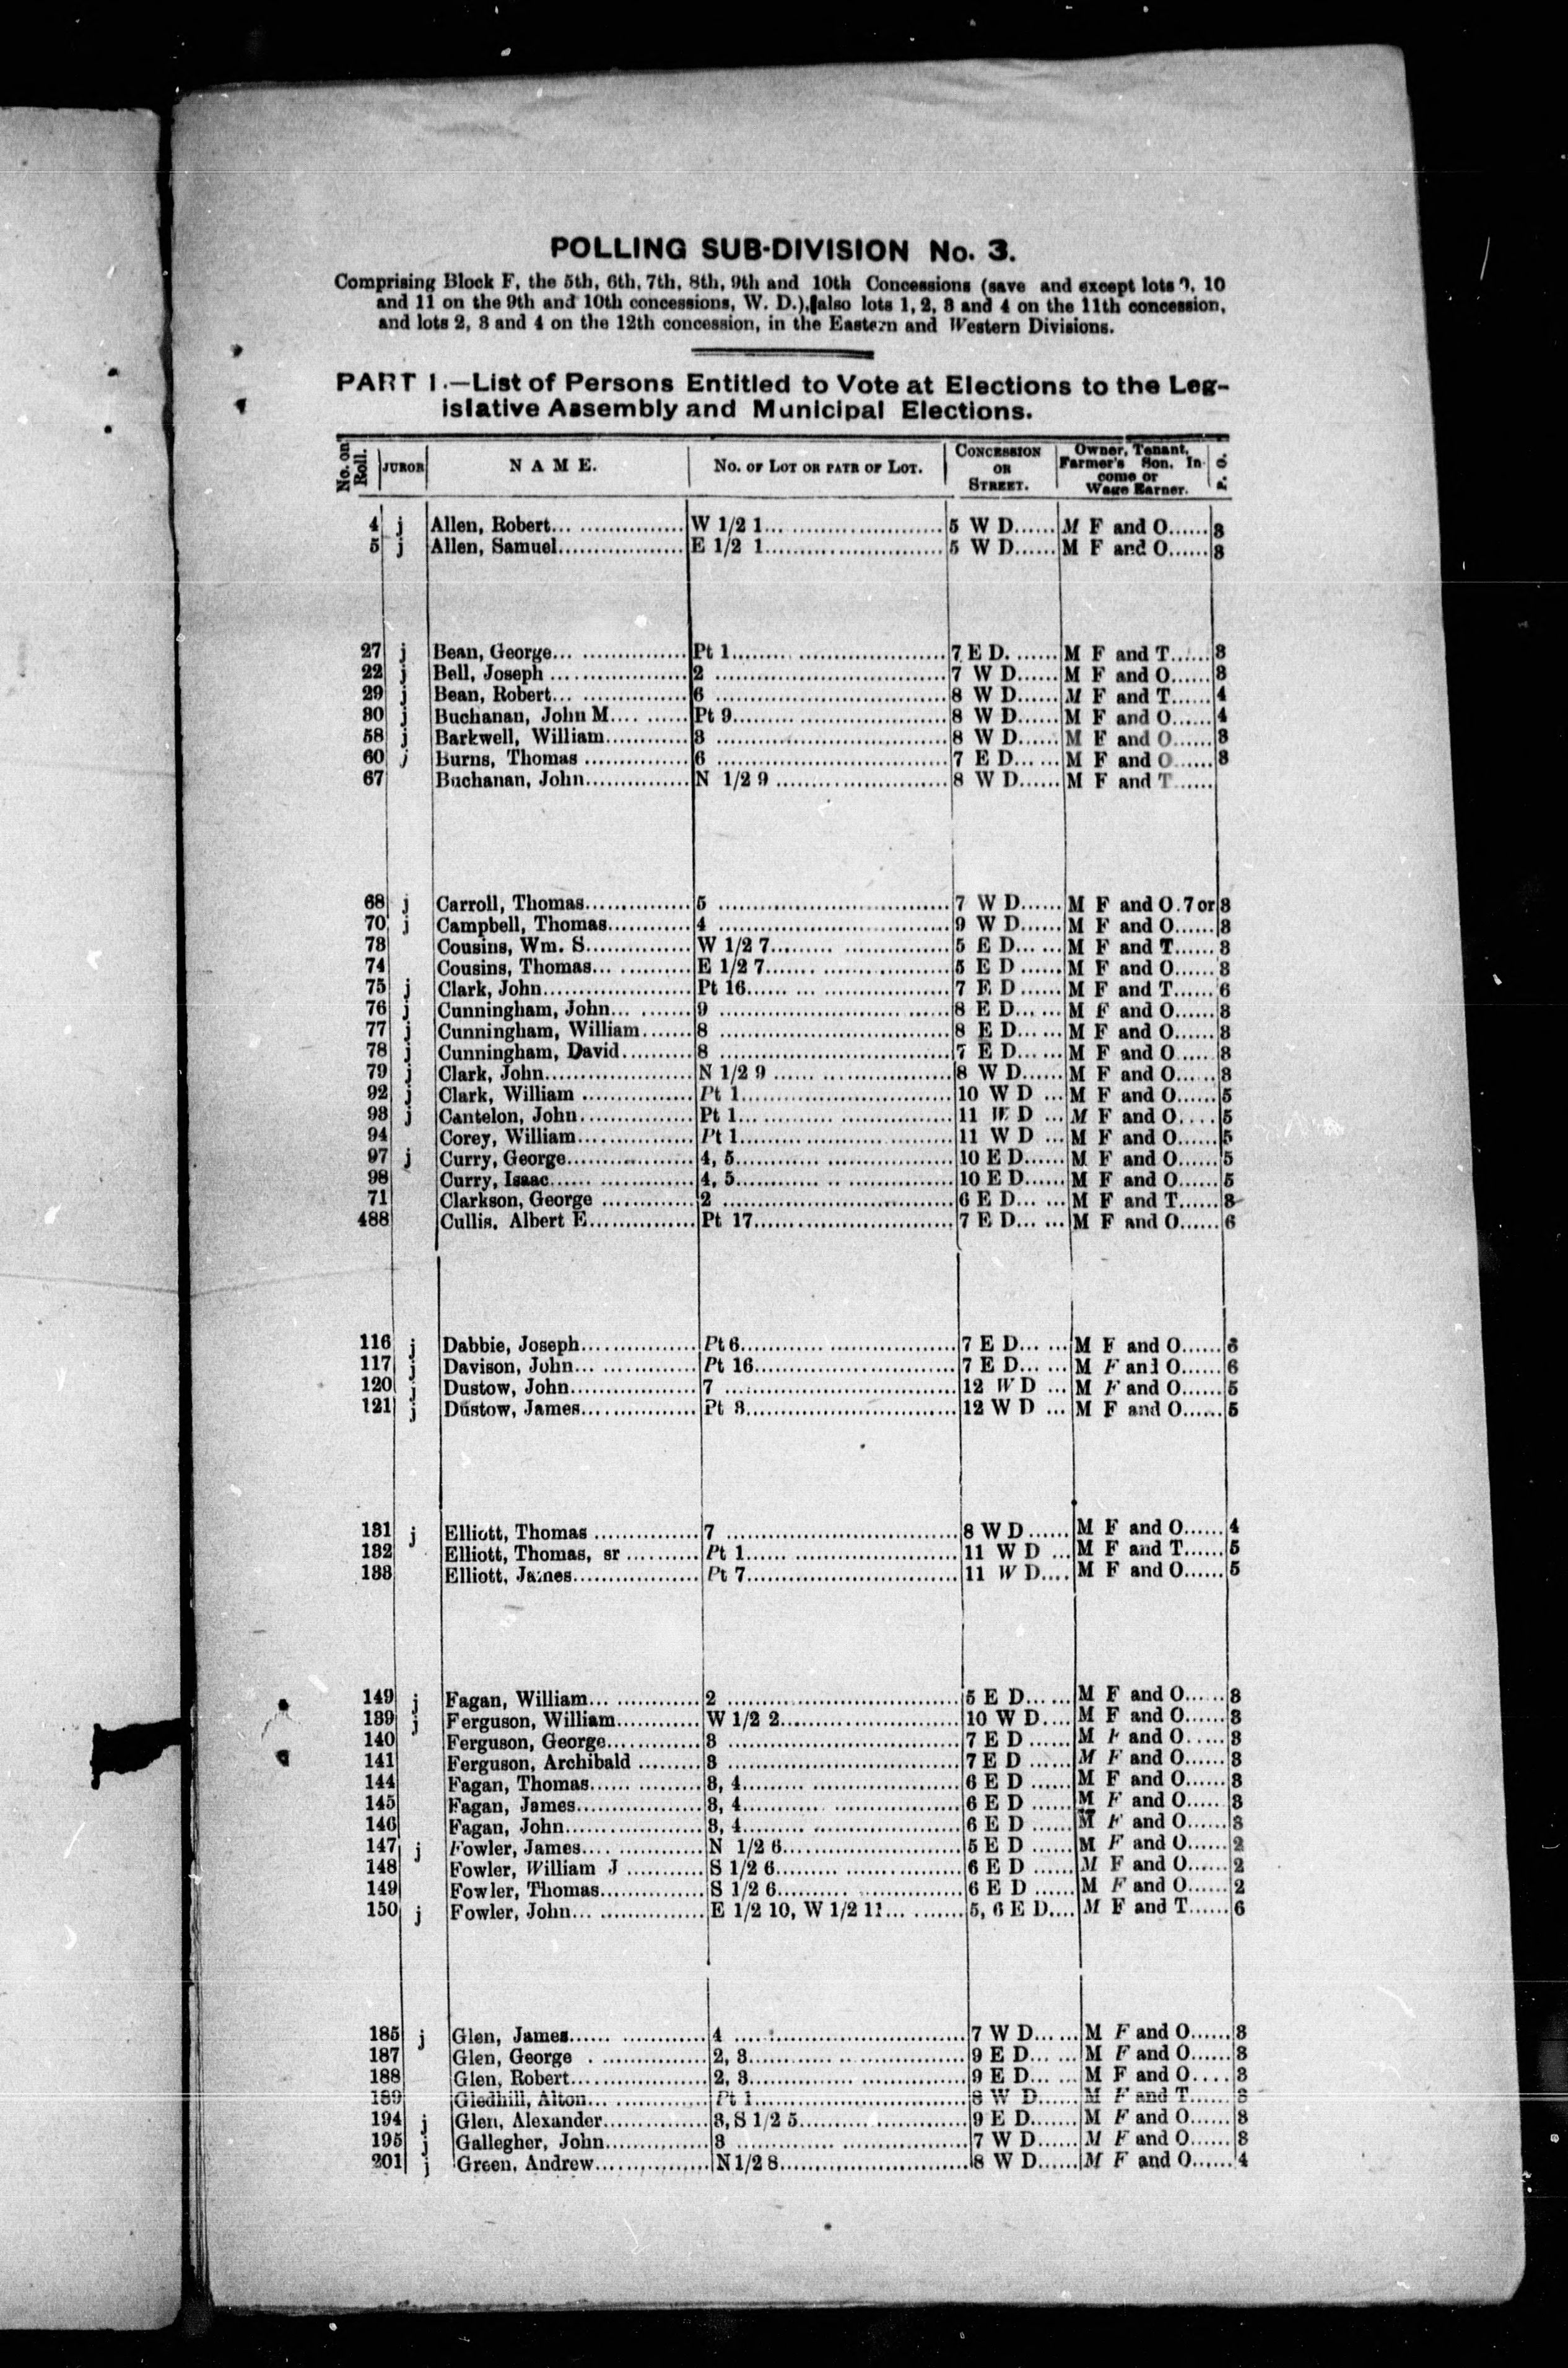 POLLING SUB-DIVISION No. 3.
Comprising Block F, the 5th, 6th, 7th, 8th, 9th and 10th Concessions (save and except lots 9, 10
and 11 on the 9th and 10th concessions, W. D.), also lots 1, 2, 3 and 4 on the 11th concession,
and lots 2, 3 and 4 on the 12th concession, in the Eastern and Western Divisions.
PART I.—List of Persons Entitled to Vote at Elections to the Leg-
islative Assembly and Municipal Elections.
No. on Roll. JUROR NAME. No. of Lot or patr of Lot. Concession or Street. Owner, Tenant, Farmer's Son, In come or Wage Earner. P. O.
4 j Allen, Robert... W 1/2 1... 5 W D... M F and O... 3
5 j Allen, Samuel... E 1/2 1... 5 W D... M F and O... 3
27 j Bean, George... Pt 1... 7 E D... M F and T... 3
22 j Bell, Joseph... 2... 7 W D... M F and O... 3
29 j Bean, Robert... 6... 8 W D... M F and T... 4
30 j Buchanan, John M... Pt 9... 8 W D... M F and O... 4
58 j Barkwell, William... 3... 8 W D... M F and O... 3
60 j Burns, Thomas... 6... 7 E D... M F and O... 3
67 Buchanan, John... N 1/2 9... 8 W D... M F and T...
68 j Carroll, Thomas... 5... 7 W D... M F and O. 7 or 3
70 j Campbell, Thomas... 4... 9 W D... M F and O... 3
73 Cousins, Wm. S... W 1/2 7... 5 E D... M F and T... 3
74 Cousins, Thomas... E 1/2 7... 5 E D... M F and O... 3
75 j Clark, John... Pt 16... 7 E D... M F and T... 6
76 j Cunningham, John... 9... 8 E D... M F and O... 3
77 j Cunningham, William... 8... 8 E D... M F and O... 3
78 j Cunningham, David... 8... 7 E D... M F and O... 3
79 j Clark, John... N 1/2 9... 8 W D... M F and O... 3
92 j Clark, William... Pt 1... 10 W D... M F and O... 5
93 j Cantelon, John... Pt 1... 11 W D... M F and O... 5
94 Corey, William... Pt 1... 11 W D... M F and O... 5
97 j Curry, George... 4, 5... 10 E D... M F and O... 5
98 Curry, Isaac... 4, 5... 10 E D... M F and O... 5
71 Clarkson, George... 2... 6 E D... M F and T... 3
488 Cullis, Albert E... Pt 17... 7 E D... M F and O... 6
116 j Dabbie, Joseph... Pt 6... 7 E D... M F and O... 6
117 j Davison, John... Pt 16... 7 E D... M F and O... 6
120 j Dustow, John... 7... 12 W D... M F and O... 5
121 j Dustow, James... Pt 8... 12 W D... M F and O... 5
131 j Elliott, Thomas... 7... 8 W D... M F and O... 4
132 Elliott, Thomas, sr... Pt 1... 11 W D... M F and T... 5
133 Elliott, James... Pt 7... 11 W D... M F and O... 5
149 j Fagan, William... 2... 5 E D... M F and O... 3
139 j Ferguson, William... W 1/2 2... 10 W D... M F and O... 3
140 Ferguson, George... 3... 7 E D... M F and O... 3
141 Ferguson, Archibald... 3... 7 E D... M F and O... 3
144 Fagan, Thomas... 3, 4... 6 E D... M F and O... 3
145 Fagan, James... 3, 4... 6 E D... M F and O... 3
146 Fagan, John... 3, 4... 6 E D... M F and O... 3
147 j Fowler, James... N 1/2 6... 5 E D... M F and O... 2
148 Fowler, William J... S 1/2 6... 6 E D... M F and O... 2
149 Fowler, Thomas... S 1/2 6... 6 E D... M F and O... 2
150 j Fowler, John... E 1/2 10, W 1/2 11... 5, 6 E D... M F and T... 6
185 j Glen, James... 4... 7 W D... M F and O... 3
187 Glen, George... 2, 3... 9 E D... M F and O... 3
188 Glen, Robert... 2, 3... 9 E D... M F and O... 3
189 Gledhill, Alton... Pt 1... 8 W D... M F and T... 3
194 j Glen, Alexander... 3, S 1/2 5... 9 E D... M F and O... 3
195 j Gallegher, John... 3... 7 W D... M F and O... 3
201 j Green, Andrew... N 1/2 8... 8 W D... M F and O... 4